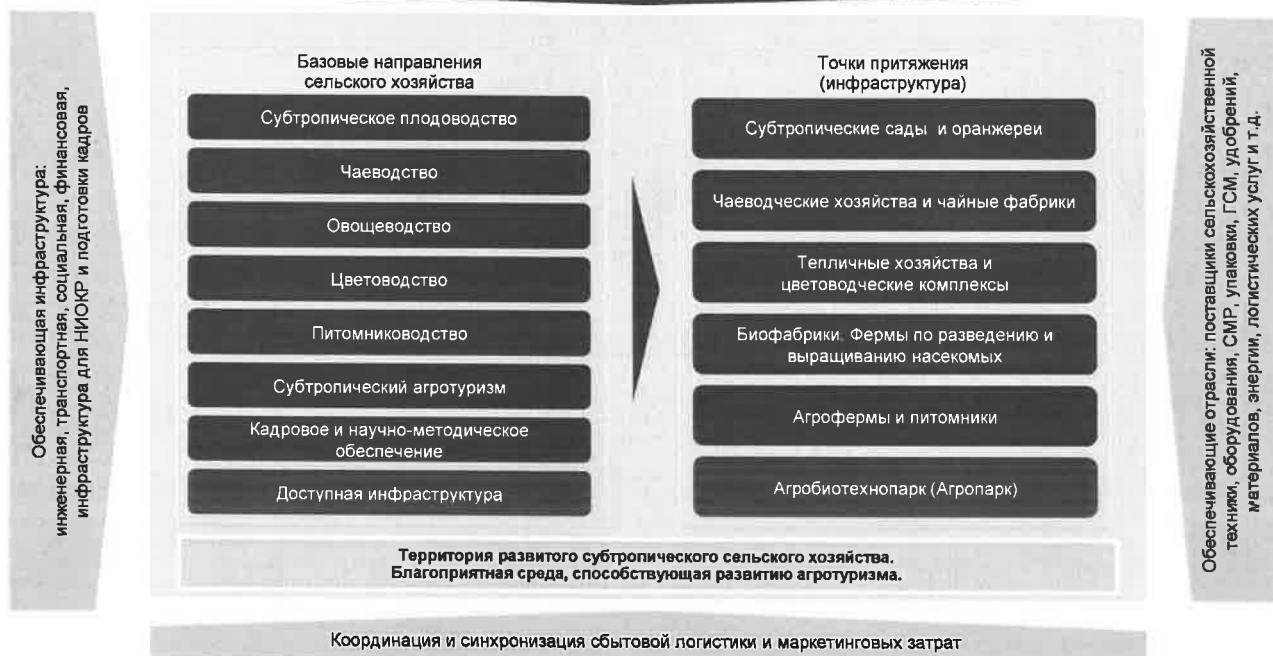 Обеспечивающая инфраструктура:
инженерная, транспортная, социальная, финансовая,
инфраструктура для НИОКР и подготовки кадров
Базовые направления
сельского хозяйства
Субтропическое плодоводство
Чаеводство
Овощеводство
Цветоводство
Питомниководство
Субтропический агротуризм
Кадровое и научно-методическое
обеспечение
Доступная инфраструктура
Точки притяжения
(инфраструктура)
Субтропические сады и оранжереи
Чаеводческие хозяйства и чайные фабрики
Тепличные хозяйства и
цветоводческие комплексы
Биофабрики. Фермы по разведению и
выращиванию насекомых
Агрофермы и питомники
Агробиотехнопарк (Агропарк)
Территория развитого субтропического сельского хозяйства.
Благоприятная среда, способствующая развитию агротуризма.
Обеспечивающие отрасли: поставщики сельскохозяйственной
техники, оборудования, СМР, упаковки, ГСМ, удобрений,
материалов, энергии, логистических услуг и т.д.
Координация и синхронизация сбытовой логистики и маркетинговых затрат